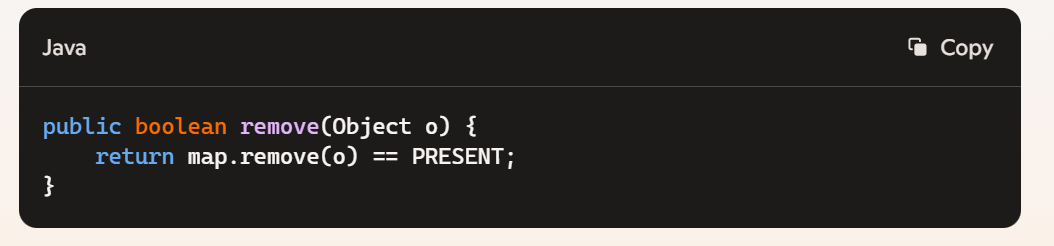 Java
Copy
public boolean remove(Object o) {
    return map.remove(o) == PRESENT;
}